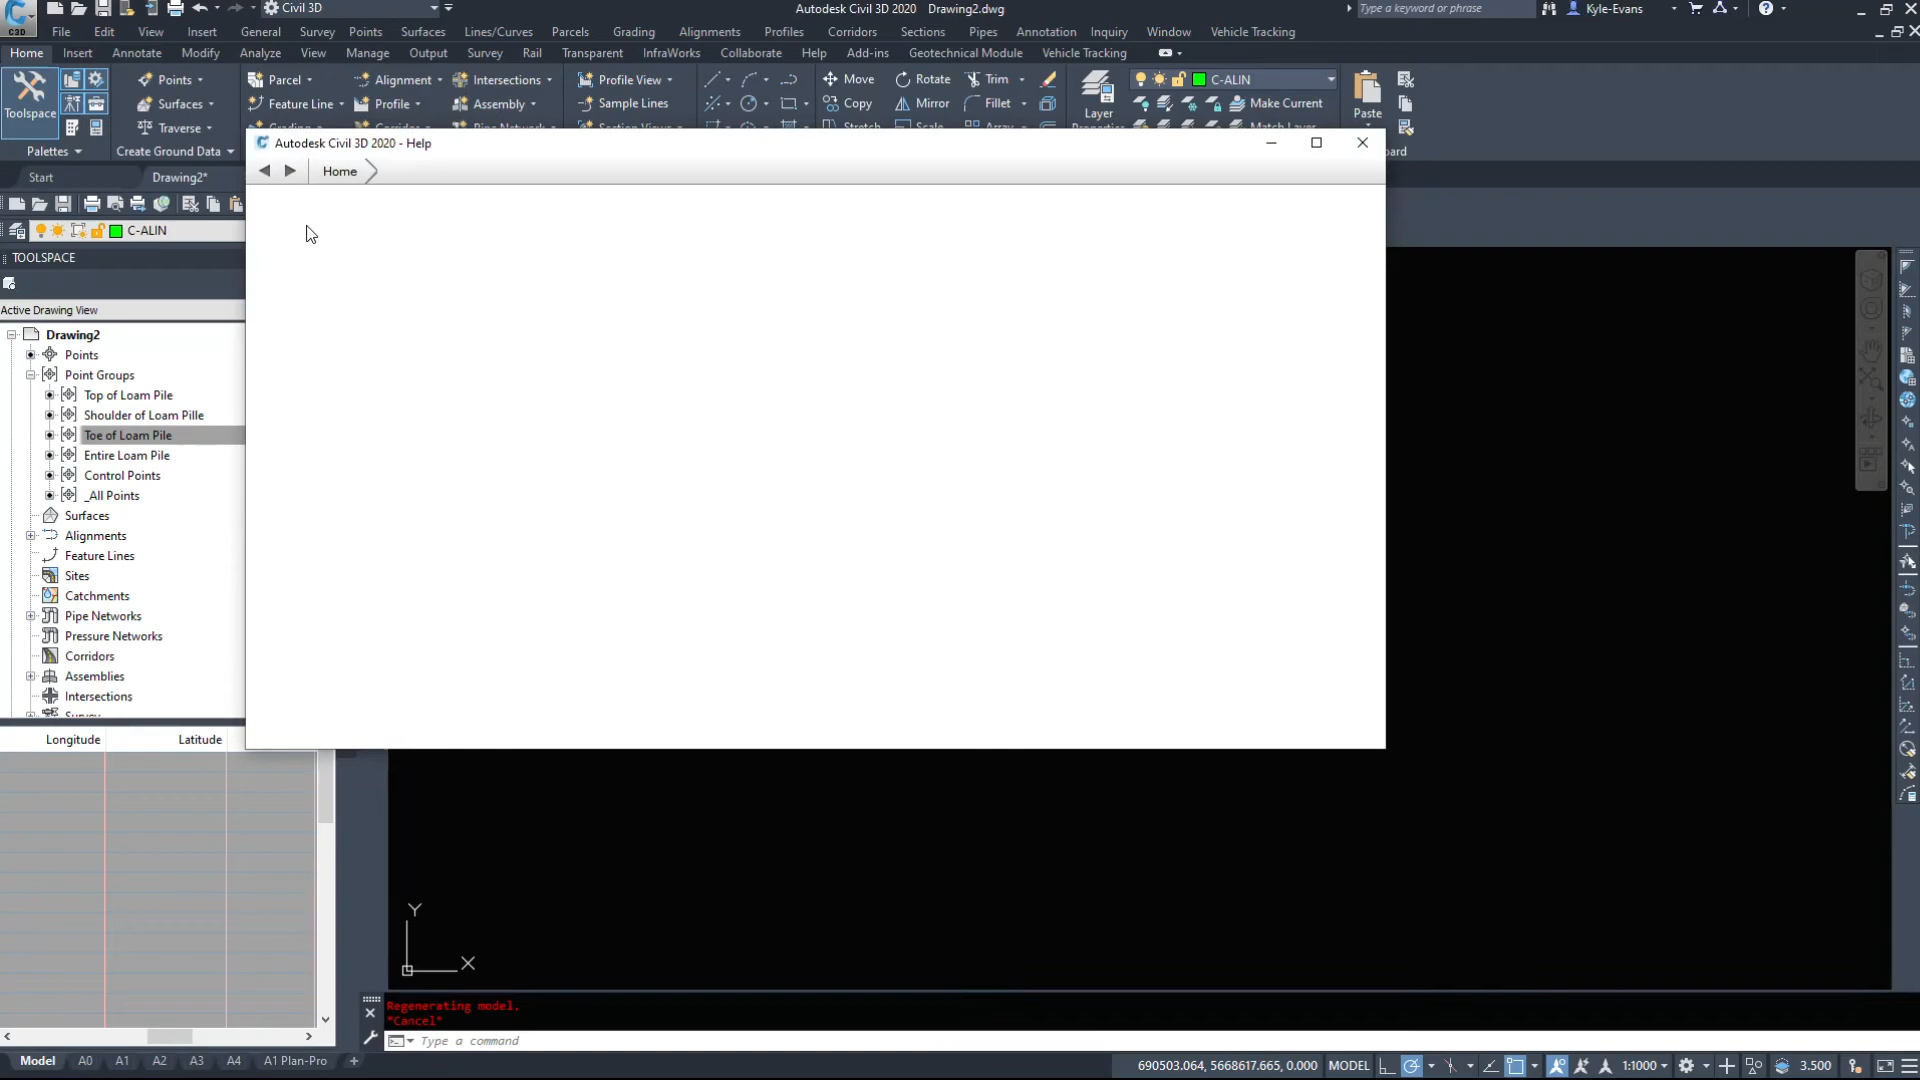 Civil 3D Autodesk Civil 3D 2020 Drawing2.dwg Type a keyword or phrase Kyle-Evans
C3D File Edit View Insert General Survey Points Surfaces Lines/Curves Parcels Grading Alignments Profiles Corridors Sections Pipes Annotation Inquiry Window Vehicle Tracking
Home Insert Annotate Modify Analyze View Manage Output Survey Rail Transparent InfraWorks Collaborate Help Add-ins Geotechnical Module Vehicle Tracking
Points Parcel Alignment Intersections Profile View Move Rotate Trim C-ALIN
Toolspace Surfaces Feature Line Profile Assembly Sample Lines Copy Mirror Fillet Layer Make Current Paste
Traverse
Palettes Create Ground Data
Autodesk Civil 3D 2020 - Help
Home
Start Drawing2*
C-ALIN
TOOLSPACE
Active Drawing View
Drawing2
Points
Point Groups
Top of Loam Pile
Shoulder of Loam Pille
Toe of Loam Pile
Entire Loam Pile
Control Points
_All Points
Surfaces
Alignments
Feature Lines
Sites
Catchments
Pipe Networks
Pressure Networks
Corridors
Assemblies
Intersections
Longitude Latitude
Y
X
Regenerating model.
*Cancel*
Type a command
Model A0 A1 A2 A3 A4 A1 Plan-Pro + 690503.064, 5668617.665, 0.000 MODEL 1:1000 3.500